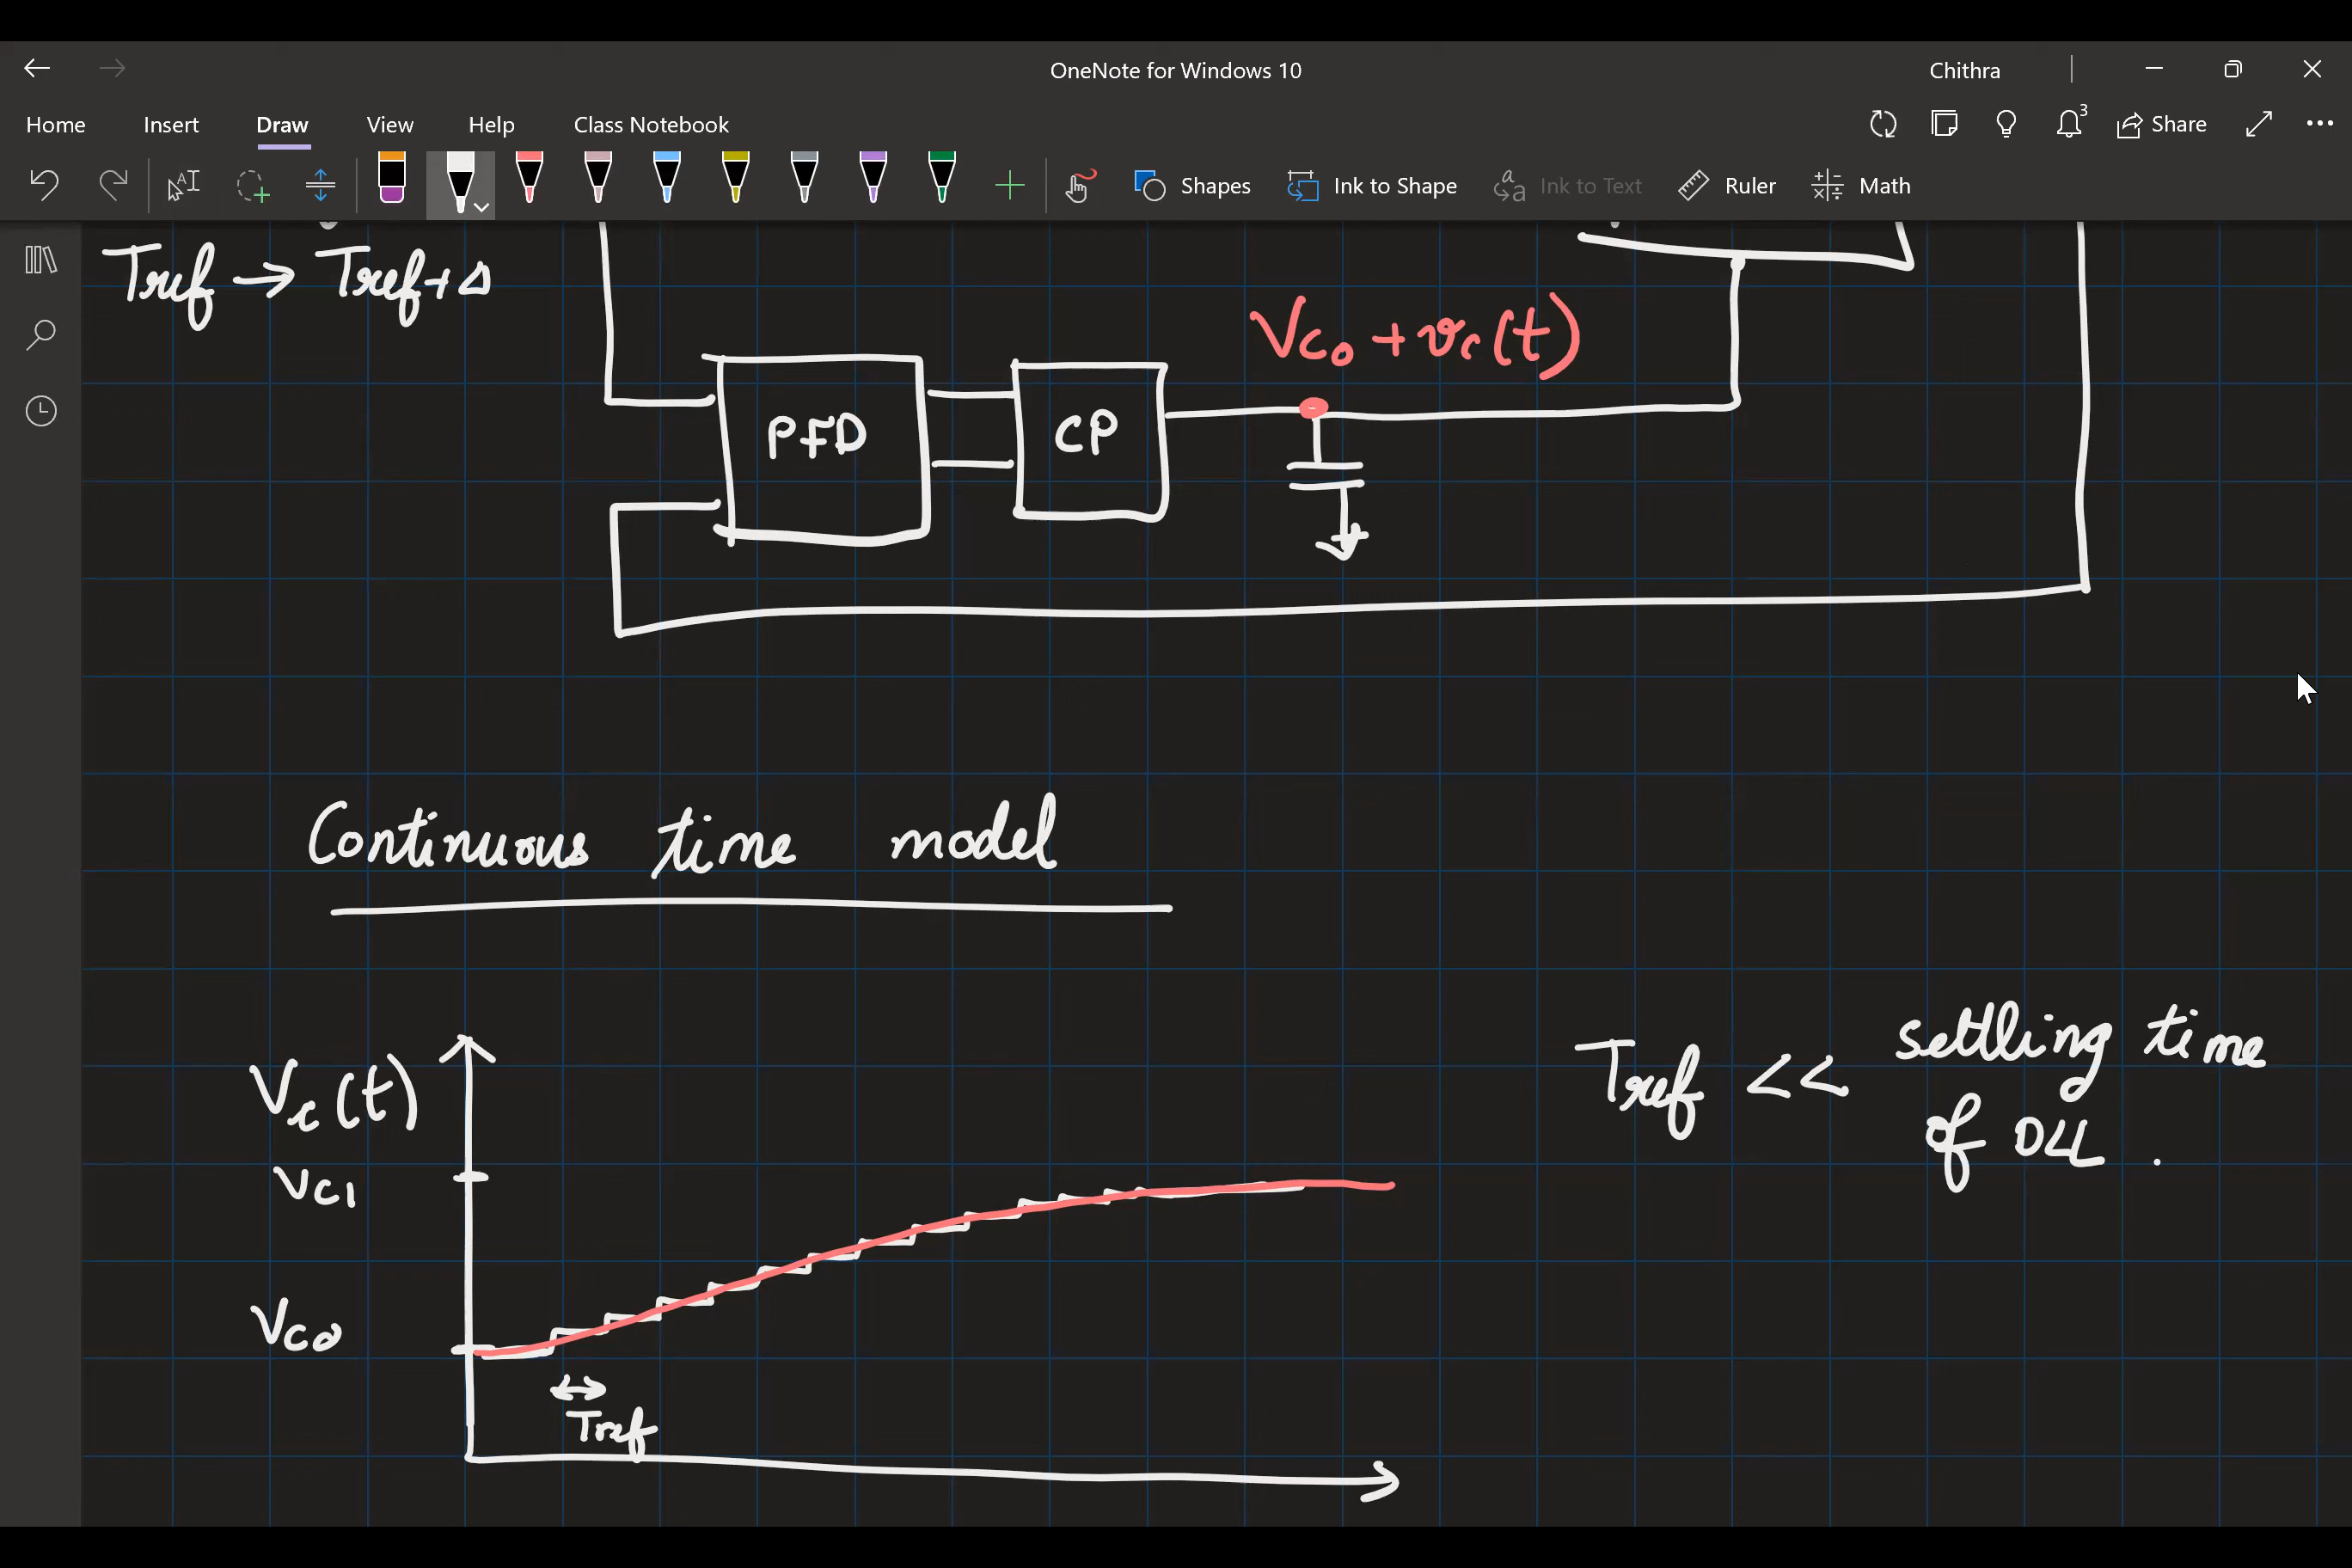 OneNote for Windows 10
Chithra
Home Insert Draw View Help Class Notebook
3 Share
Shapes Ink to Shape Ink to Text Ruler Math
Tref → Tref + Δ
Vc0 + vc(t)
PFD
CP
Continuous time model
Vc(t)
VC1
VC0
Tref
Tref << settling time
of DLL .